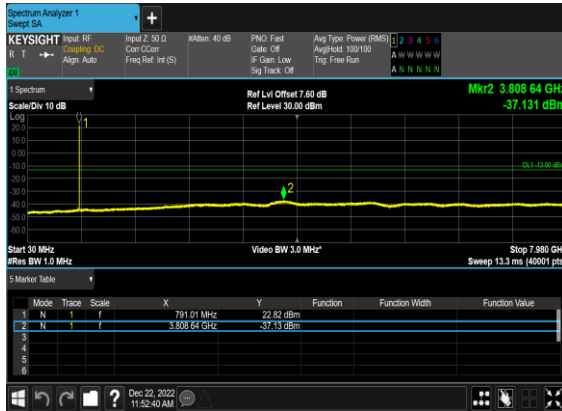 Spectrum Analyzer 1
Swept SA
+
KEYSIGHT
R T
LXI
Input: RF
Coupling: DC
Align: Auto
Input Z: 50 Ω
Corr CCorr
Freq Ref: Int (S)
#Atten: 40 dB
PNO: Fast
Gate: Off
IF Gain: Low
Sig Track: Off
Avg Type: Power (RMS)
Avg|Hold: 100/100
Trig: Free Run
1 2 3 4 5 6
A W W W W W
A N N N N N
1 Spectrum
Scale/Div 10 dB
Ref Lvl Offset 7.60 dB
Ref Level 30.00 dBm
Mkr2 3.808 64 GHz
-37.131 dBm
Log
20.0
10.0
0.00
-10.0
-20.0
-30.0
-40.0
-50.0
-60.0
1
2
DL1 -13.00 dBm
Start 30 MHz
#Res BW 1.0 MHz
Video BW 3.0 MHz*
Stop 7.980 GHz
Sweep 13.3 ms (40001 pts)
5 Marker Table
Mode Trace Scale X Y Function Function Width Function Value
1 N 1 f 791.01 MHz 22.82 dBm
2 N 1 f 3.808 64 GHz -37.13 dBm
3
4
5
6
?
Dec 22, 2022
11:52:40 AM